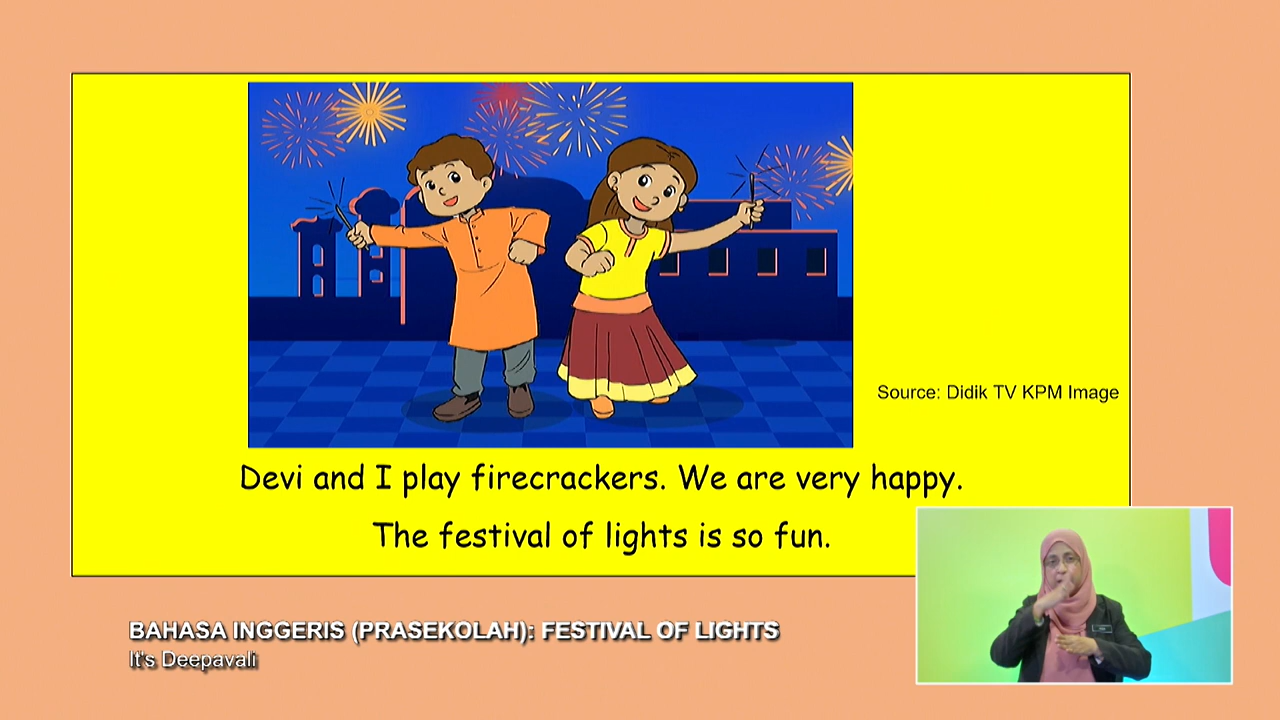 Source: Didik TV KPM Image
Devi and I play firecrackers. We are very happy.
The festival of lights is so fun.
BAHASA INGGERIS (PRASEKOLAH): FESTIVAL OF LIGHTS
It's Deepavali